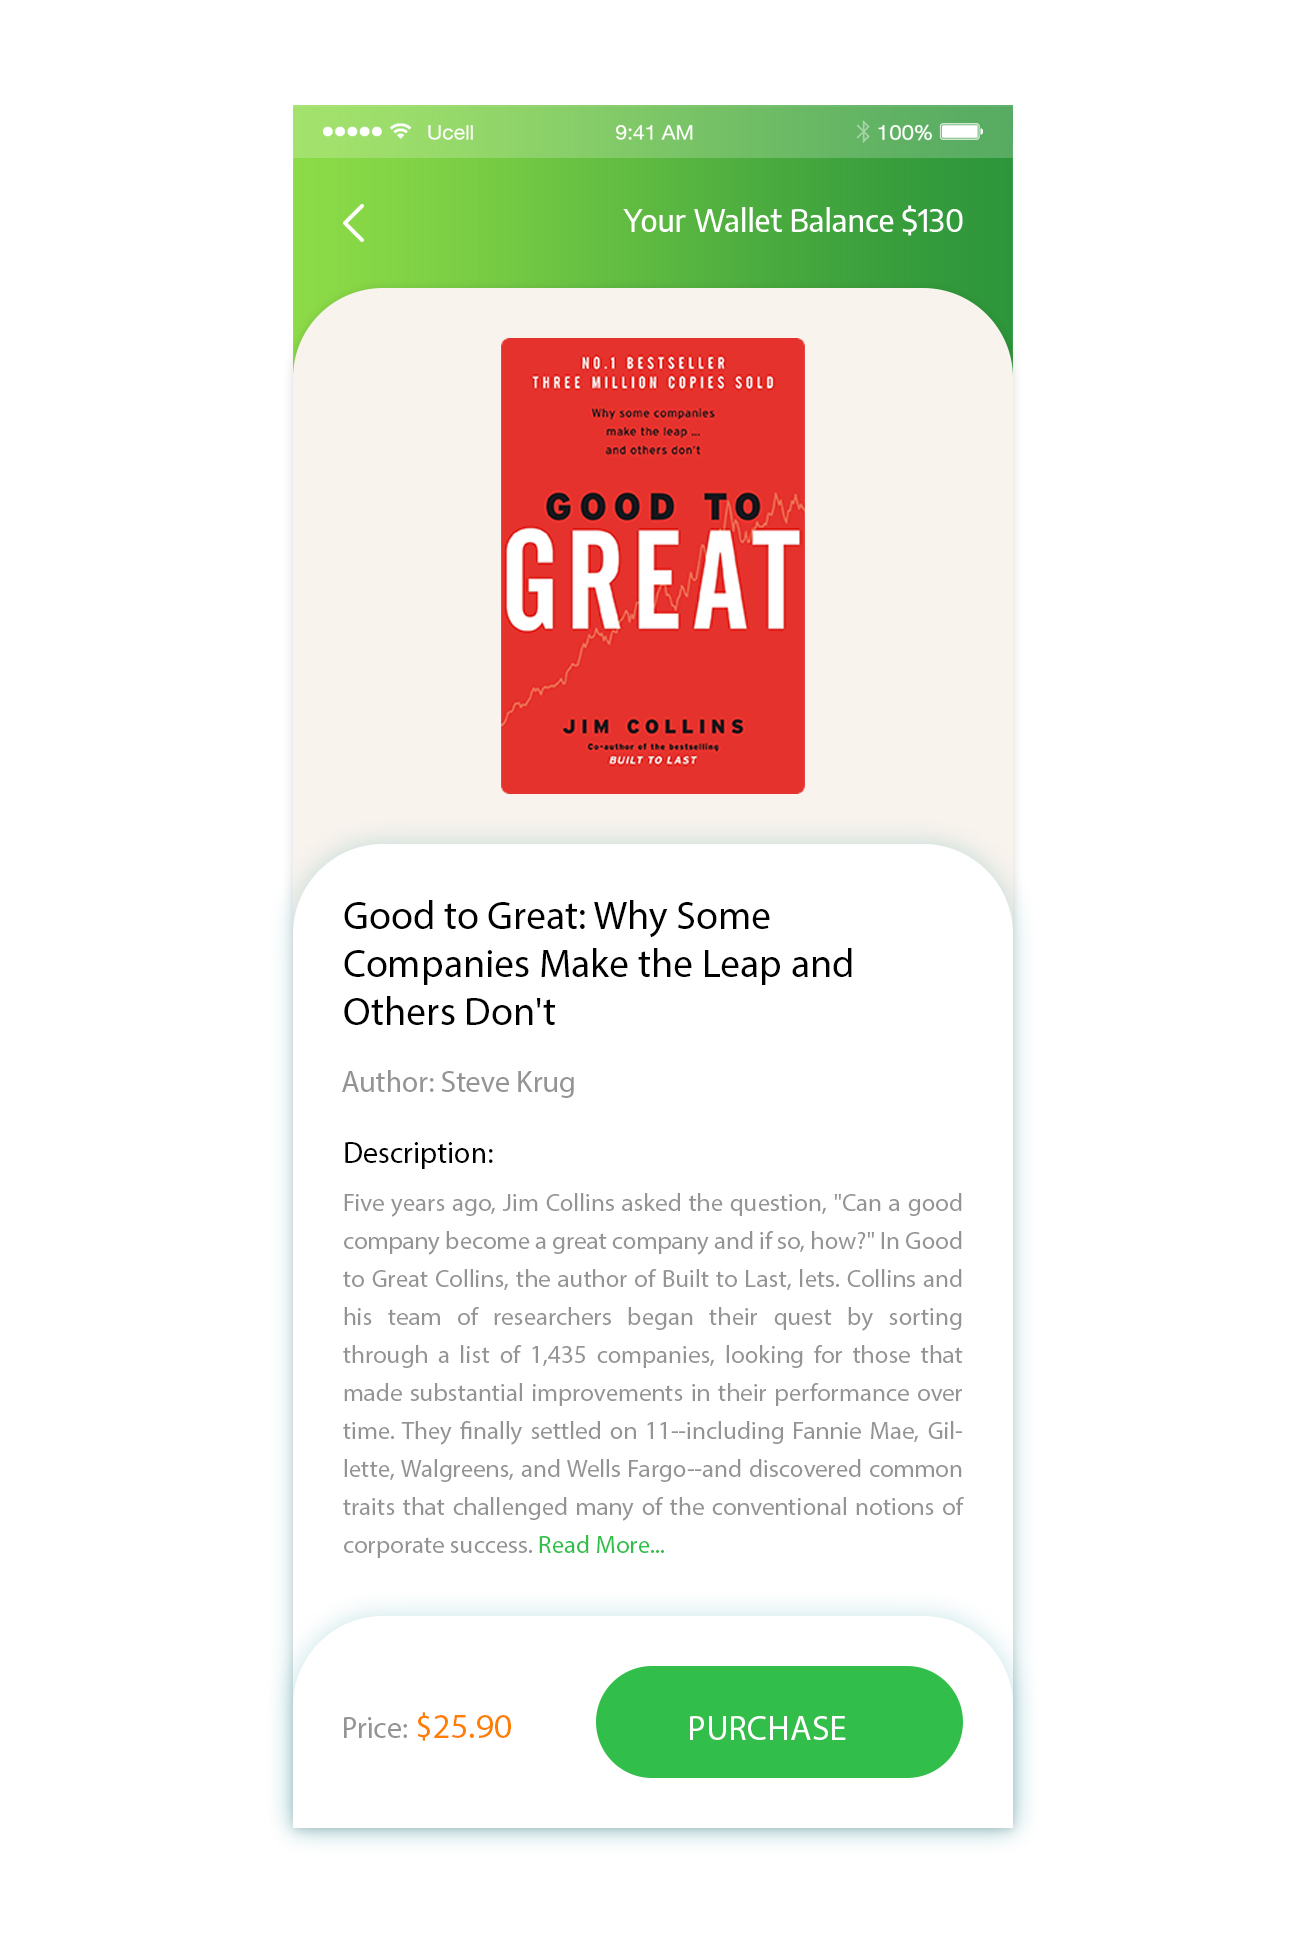 Ucell 9:41 AM 100%
Your Wallet Balance $130
NO.1 BESTSELLER
THREE MILLION COPIES SOLD
Why some companies
make the leap ...
and others don't
GOOD TO
GREAT
JIM COLLINS
Co-author of the bestselling
BUILT TO LAST
Good to Great: Why Some
Companies Make the Leap and
Others Don't
Author: Steve Krug
Description:
Five years ago, Jim Collins asked the question, "Can a good
company become a great company and if so, how?" In Good
to Great Collins, the author of Built to Last, lets. Collins and
his team of researchers began their quest by sorting
through a list of 1,435 companies, looking for those that
made substantial improvements in their performance over
time. They finally settled on 11--including Fannie Mae, Gil-
lette, Walgreens, and Wells Fargo--and discovered common
traits that challenged many of the conventional notions of
corporate success. Read More...
Price: $25.90
PURCHASE